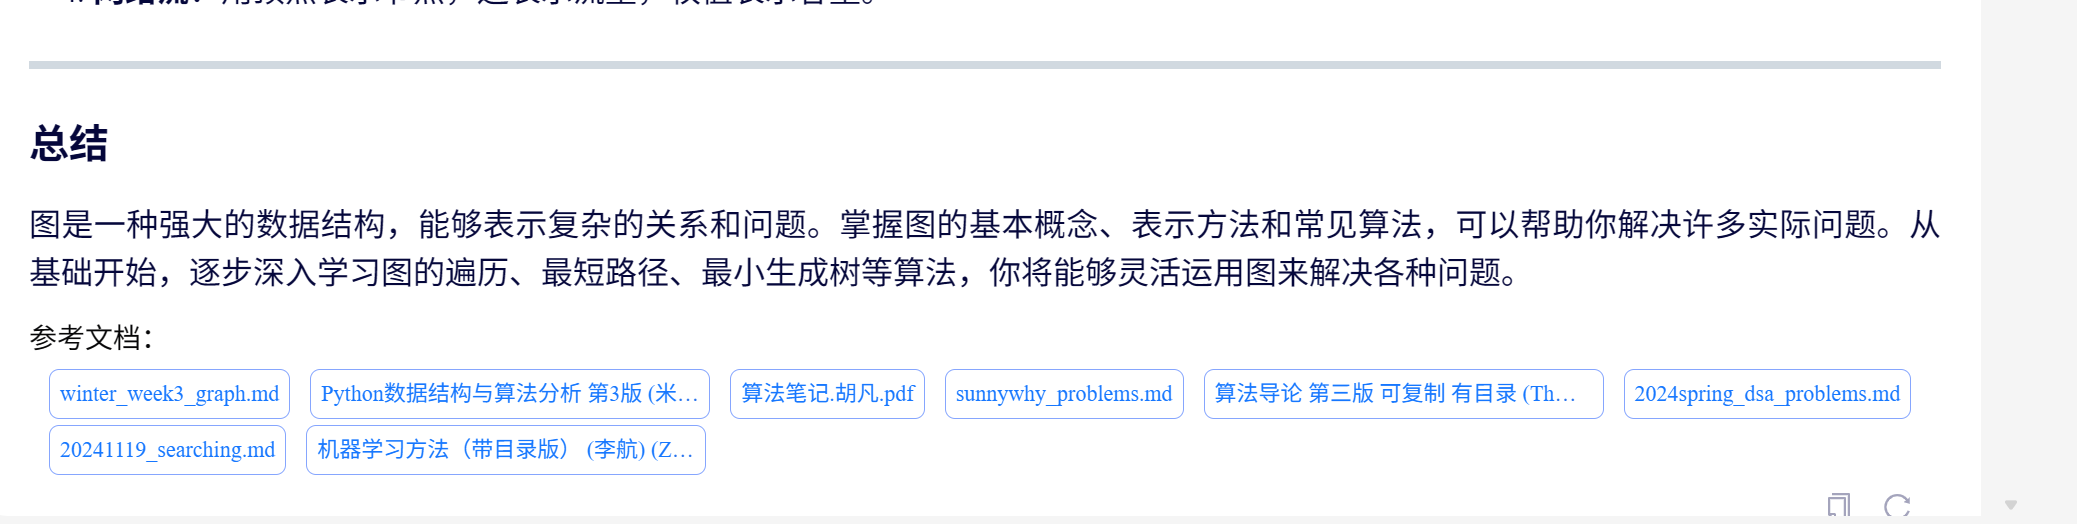 总结
图是一种强大的数据结构，能够表示复杂的关系和问题。掌握图的基本概念、表示方法和常见算法，可以帮助你解决许多实际问题。从
基础开始，逐步深入学习图的遍历、最短路径、最小生成树等算法，你将能够灵活运用图来解决各种问题。
参考文档：
winter_week3_graph.md Python数据结构与算法分析 第3版 (米... 算法笔记.胡凡.pdf sunnywhy_problems.md 算法导论 第三版 可复制 有目录 (Th... 2024spring_dsa_problems.md
20241119_searching.md 机器学习方法（带目录版） (李航) (Z...